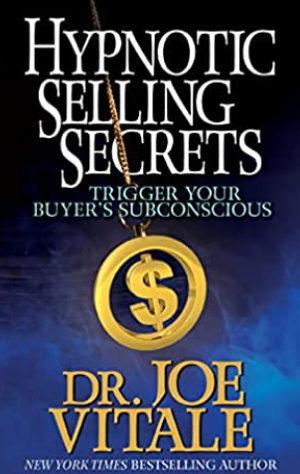 HYPNOTIC
SELLING
SECRETS
TRIGGER YOUR
BUYER'S SUBCONSCIOUS
$
DR. JOE
VITALE
NEW YORK TIMES BESTSELLING AUTHOR